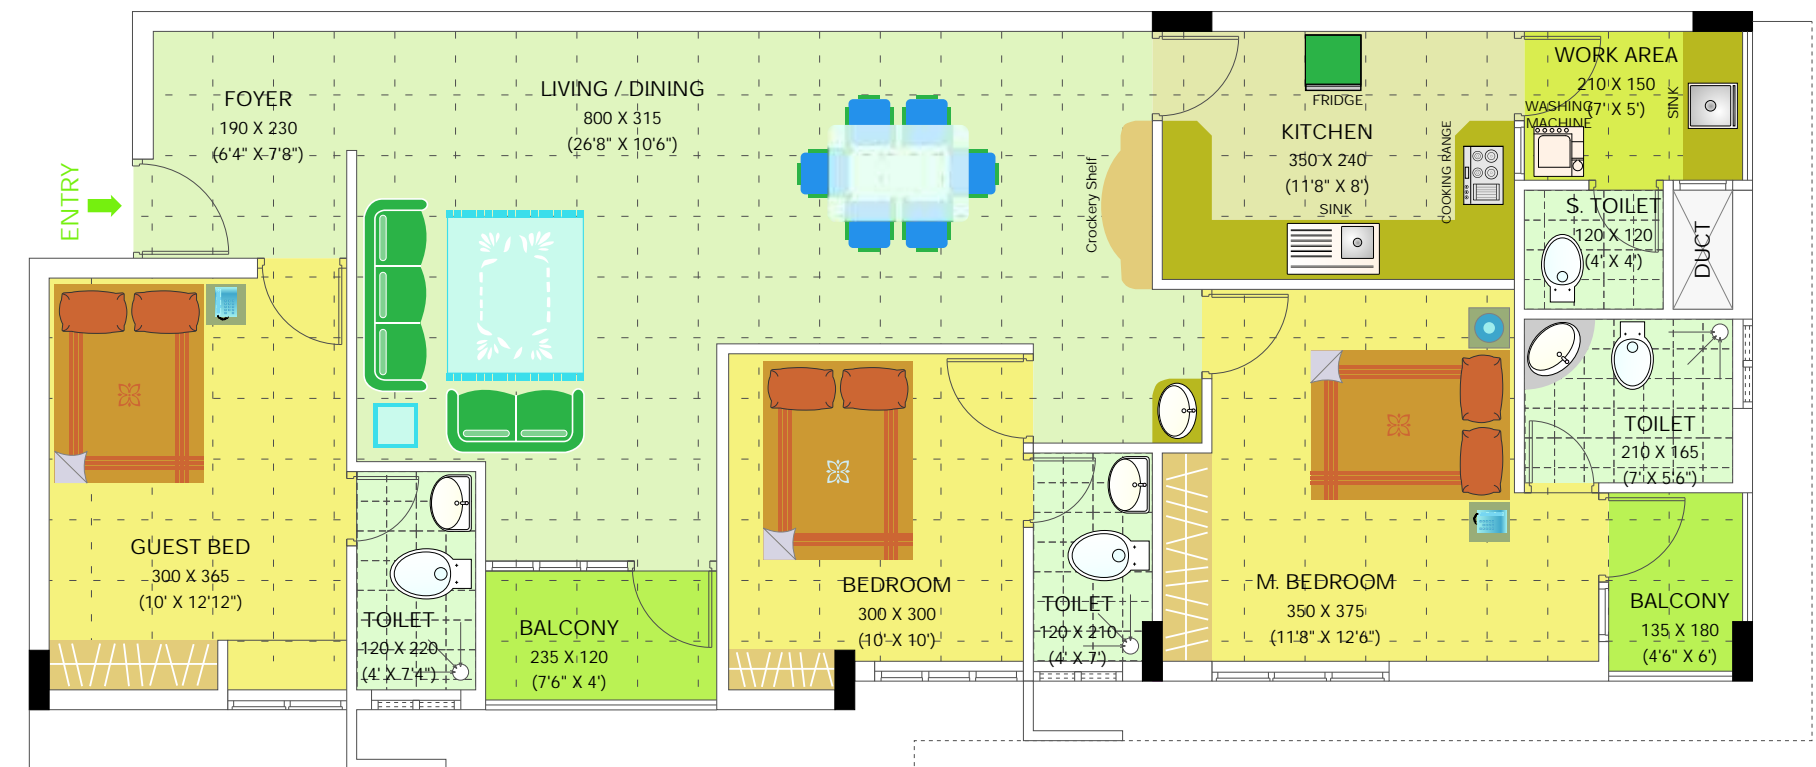 FOYER
190 X 230
(6'4" X 7'8")
ENTRY
LIVING / DINING
800 X 315
(26'8" X 10'6")
Crockery Shelf
FRIDGE
KITCHEN
350 X 240
(11'8" X 8')
SINK
COOKING RANGE
WORK AREA
210 X 150
(7' X 5')
WASHING
MACHINE
SINK
S. TOILET
120 X 120
(4' X 4')
DUCT
TOILET
210 X 165
(7' X 5'6")
GUEST BED
300 X 365
(10' X 12'12")
TOILET
120 X 220
(4' X 7'4")
BALCONY
235 X 120
(7'6" X 4')
BEDROOM
300 X 300
(10' X 10')
TOILET
120 X 210
(4' X 7')
M. BEDROOM
350 X 375
(11'8" X 12'6")
BALCONY
135 X 180
(4'6" X 6')